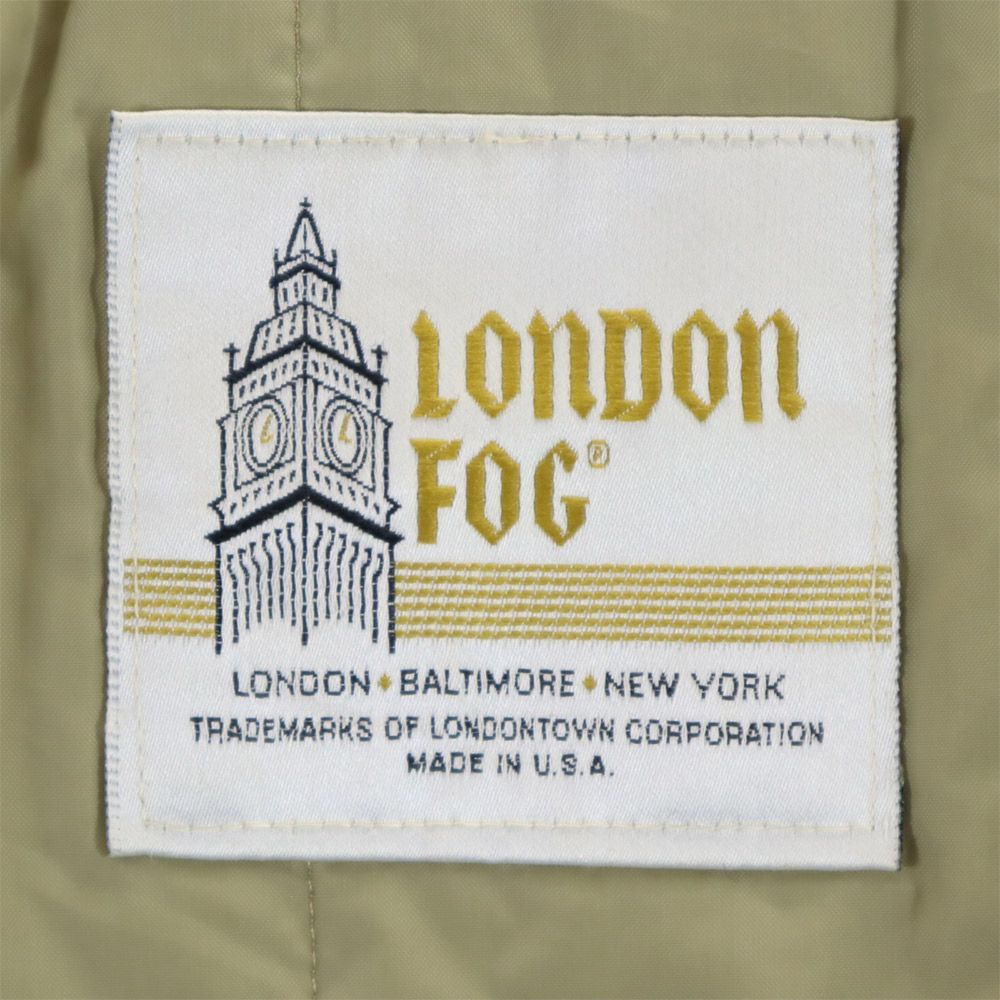 LONDON
FOG®
L L
LONDON • BALTIMORE • NEW YORK
TRADEMARKS OF LONDONTOWN CORPORATION
MADE IN U.S.A.